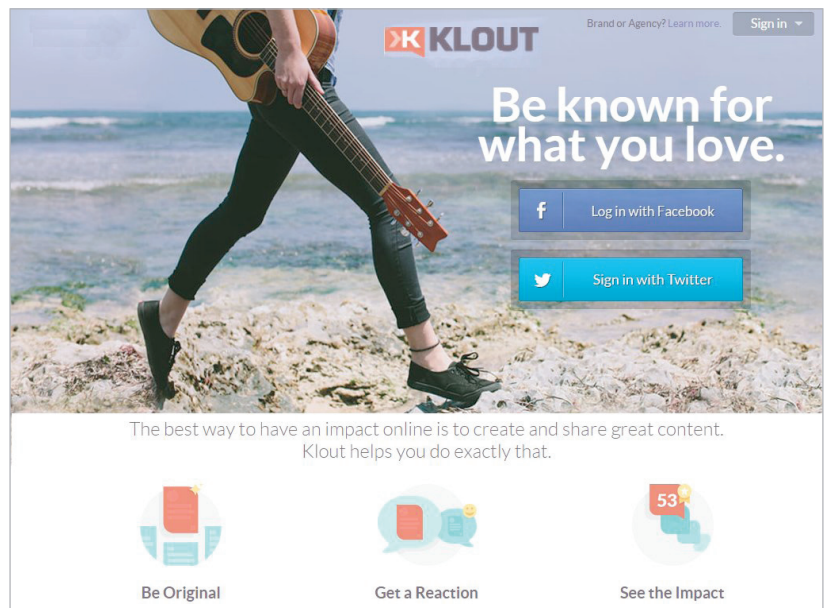 KLOUT
Brand or Agency? Learn more.
Sign in
Be known for
what you love.
Log in with Facebook
Sign in with Twitter
The best way to have an impact online is to create and share great content.
Klout helps you do exactly that.
53
Be Original
Get a Reaction
See the Impact